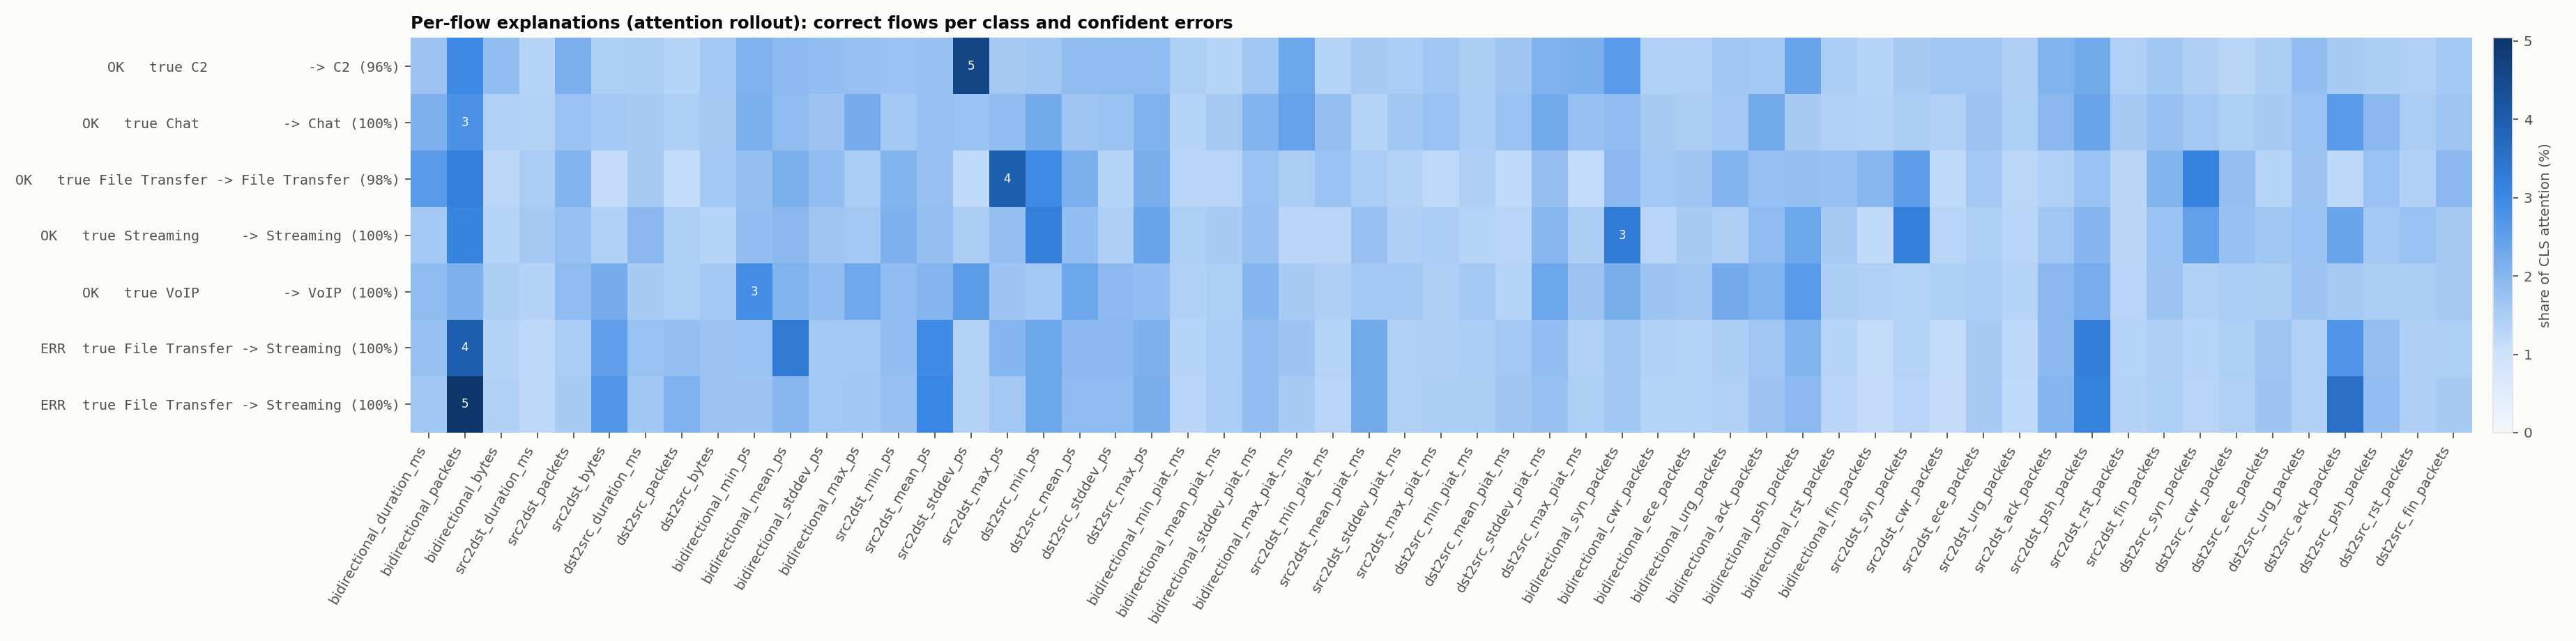 Per-flow explanations (attention rollout): correct flows per class and confident errors
OK true C2 -> C2 (96%)
OK true Chat -> Chat (100%)
OK true File Transfer -> File Transfer (98%)
OK true Streaming -> Streaming (100%)
OK true VoIP -> VoIP (100%)
ERR true File Transfer -> Streaming (100%)
ERR true File Transfer -> Streaming (100%)
5
3
4
3
3
4
5
bidirectional_duration_ms
bidirectional_packets
bidirectional_bytes
src2dst_duration_ms
src2dst_packets
src2dst_bytes
dst2src_duration_ms
dst2src_packets
dst2src_bytes
bidirectional_min_ps
bidirectional_mean_ps
bidirectional_stddev_ps
bidirectional_max_ps
src2dst_min_ps
src2dst_mean_ps
src2dst_stddev_ps
src2dst_max_ps
dst2src_min_ps
dst2src_mean_ps
dst2src_stddev_ps
dst2src_max_ps
bidirectional_min_piat_ms
bidirectional_mean_piat_ms
bidirectional_stddev_piat_ms
bidirectional_max_piat_ms
src2dst_min_piat_ms
src2dst_mean_piat_ms
src2dst_stddev_piat_ms
src2dst_max_piat_ms
dst2src_min_piat_ms
dst2src_mean_piat_ms
dst2src_stddev_piat_ms
dst2src_max_piat_ms
bidirectional_syn_packets
bidirectional_cwr_packets
bidirectional_ece_packets
bidirectional_urg_packets
bidirectional_ack_packets
bidirectional_psh_packets
bidirectional_rst_packets
bidirectional_fin_packets
src2dst_syn_packets
src2dst_cwr_packets
src2dst_ece_packets
src2dst_urg_packets
src2dst_ack_packets
src2dst_psh_packets
src2dst_rst_packets
src2dst_fin_packets
dst2src_syn_packets
dst2src_cwr_packets
dst2src_ece_packets
dst2src_urg_packets
dst2src_ack_packets
dst2src_psh_packets
dst2src_rst_packets
dst2src_fin_packets
5
4
3
2
1
0
share of CLS attention (%)